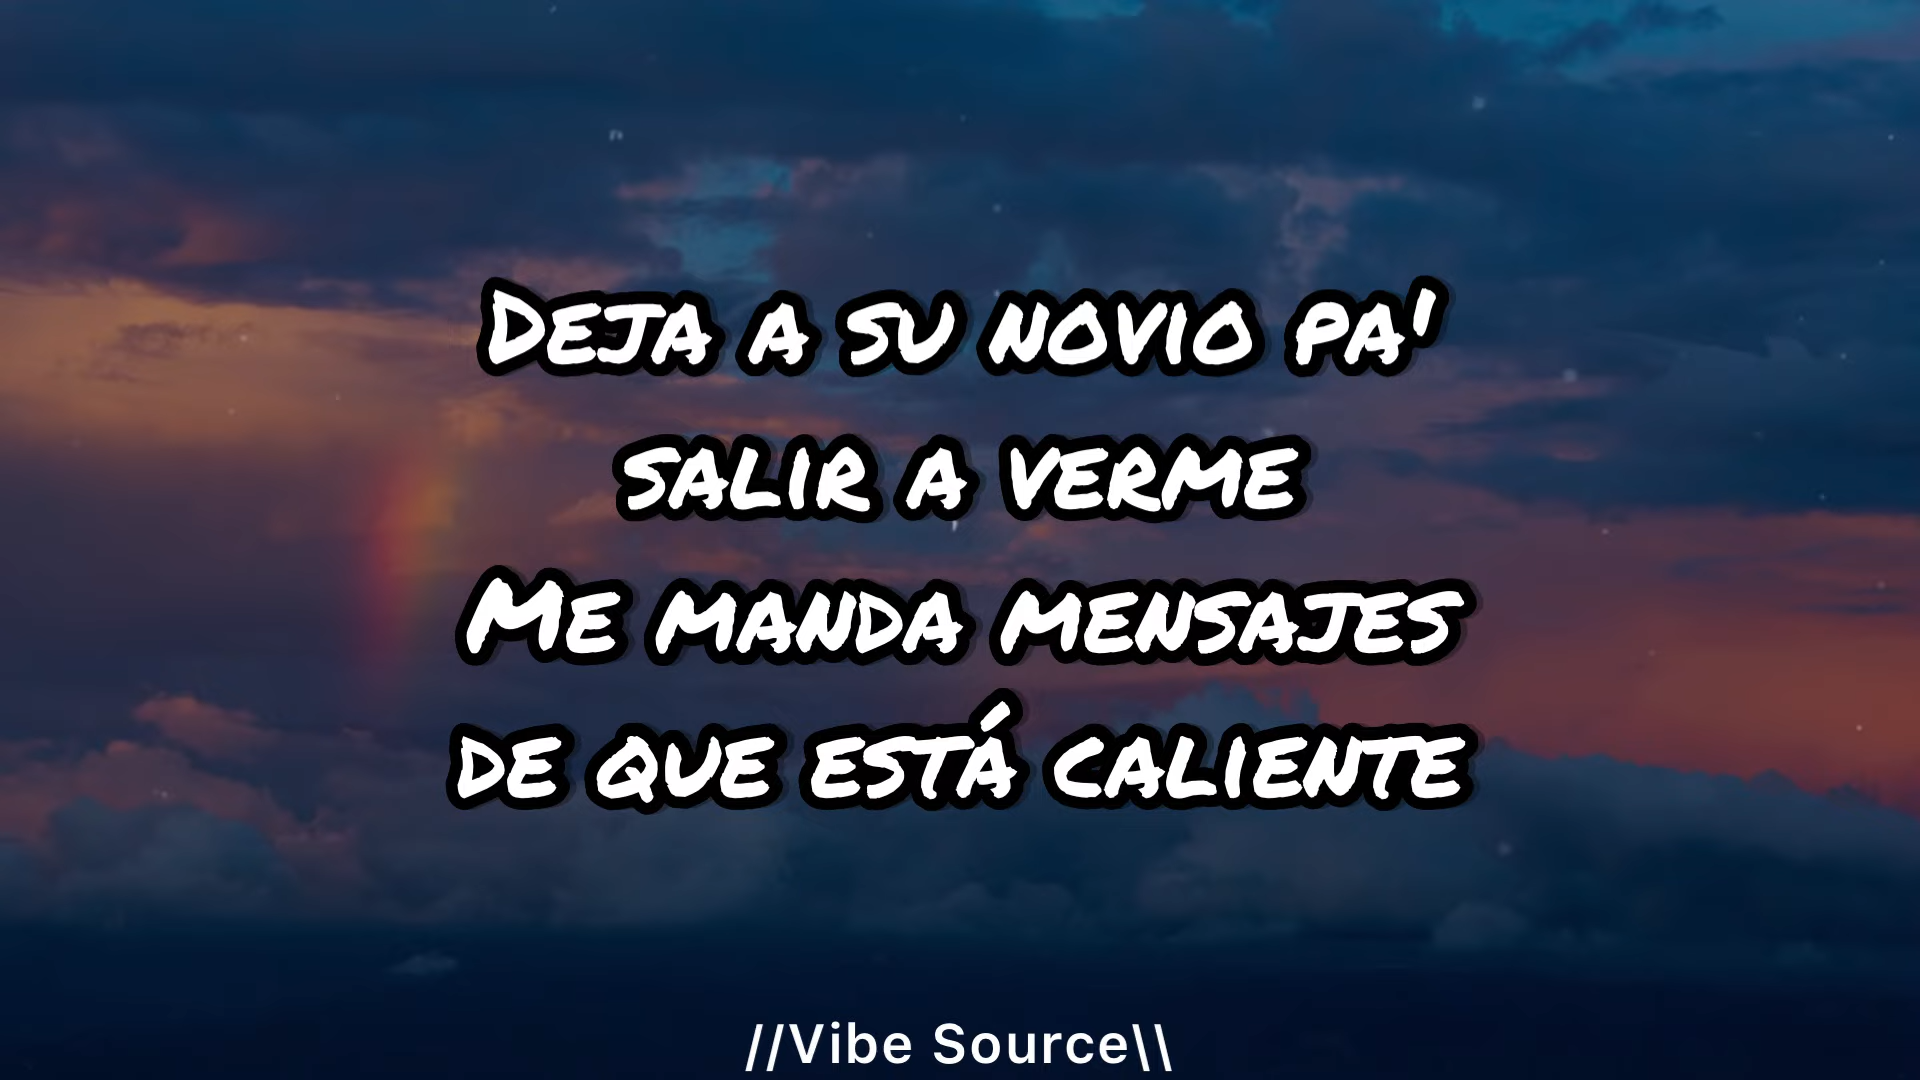 Deja a su novio pa'
salir a verme
Me manda mensajes
de que está caliente
//Vibe Source\\